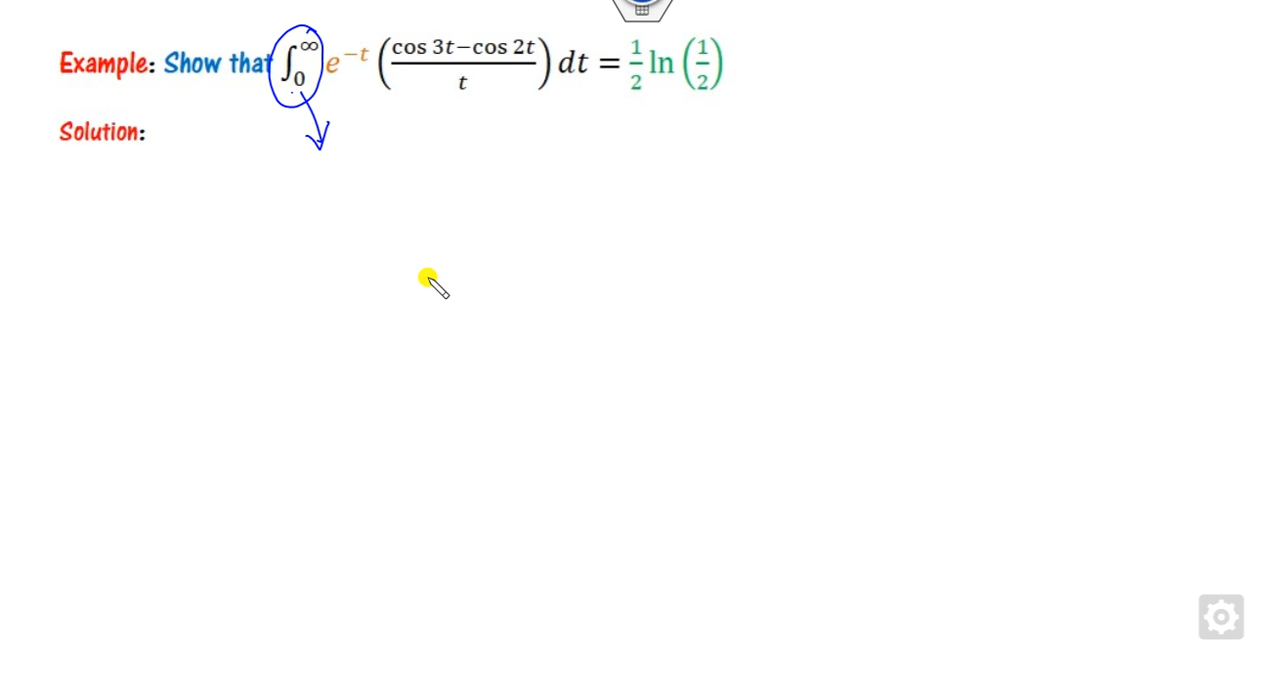 Example: Show that ∫₀^∞ e^{−t} ((cos 3t−cos 2t)/t) dt = 1/2 ln (1/2)
Solution: